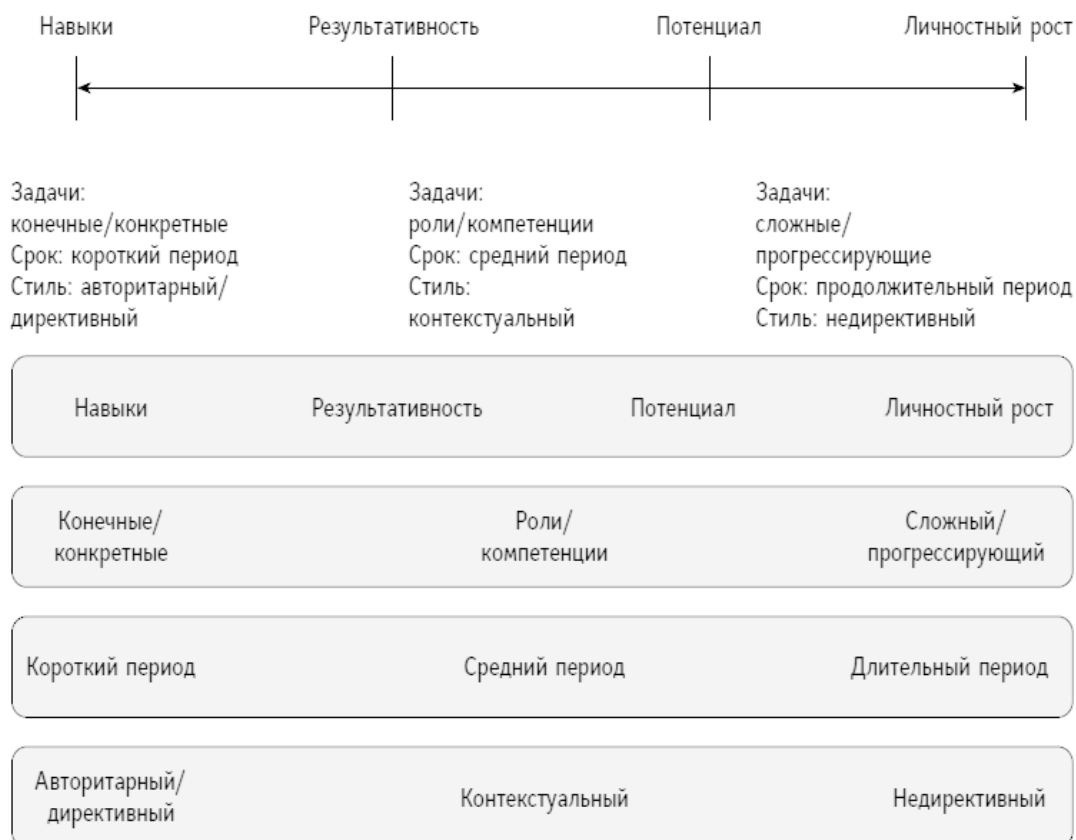 Навыки Результативность Потенциал Личностный рост
Задачи:
конечные/конкретные
Срок: короткий период
Стиль: авторитарный/
директивный
Задачи:
роли/компетенции
Срок: средний период
Стиль:
контекстуальный
Задачи:
сложные/
прогрессирующие
Срок: продолжительный период
Стиль: недирективный
Навыки Результативность Потенциал Личностный рост
Конечные/
конкретные
Роли/
компетенции
Сложный/
прогрессирующий
Короткий период Средний период Длительный период
Авторитарный/
директивный
Контекстуальный
Недирективный